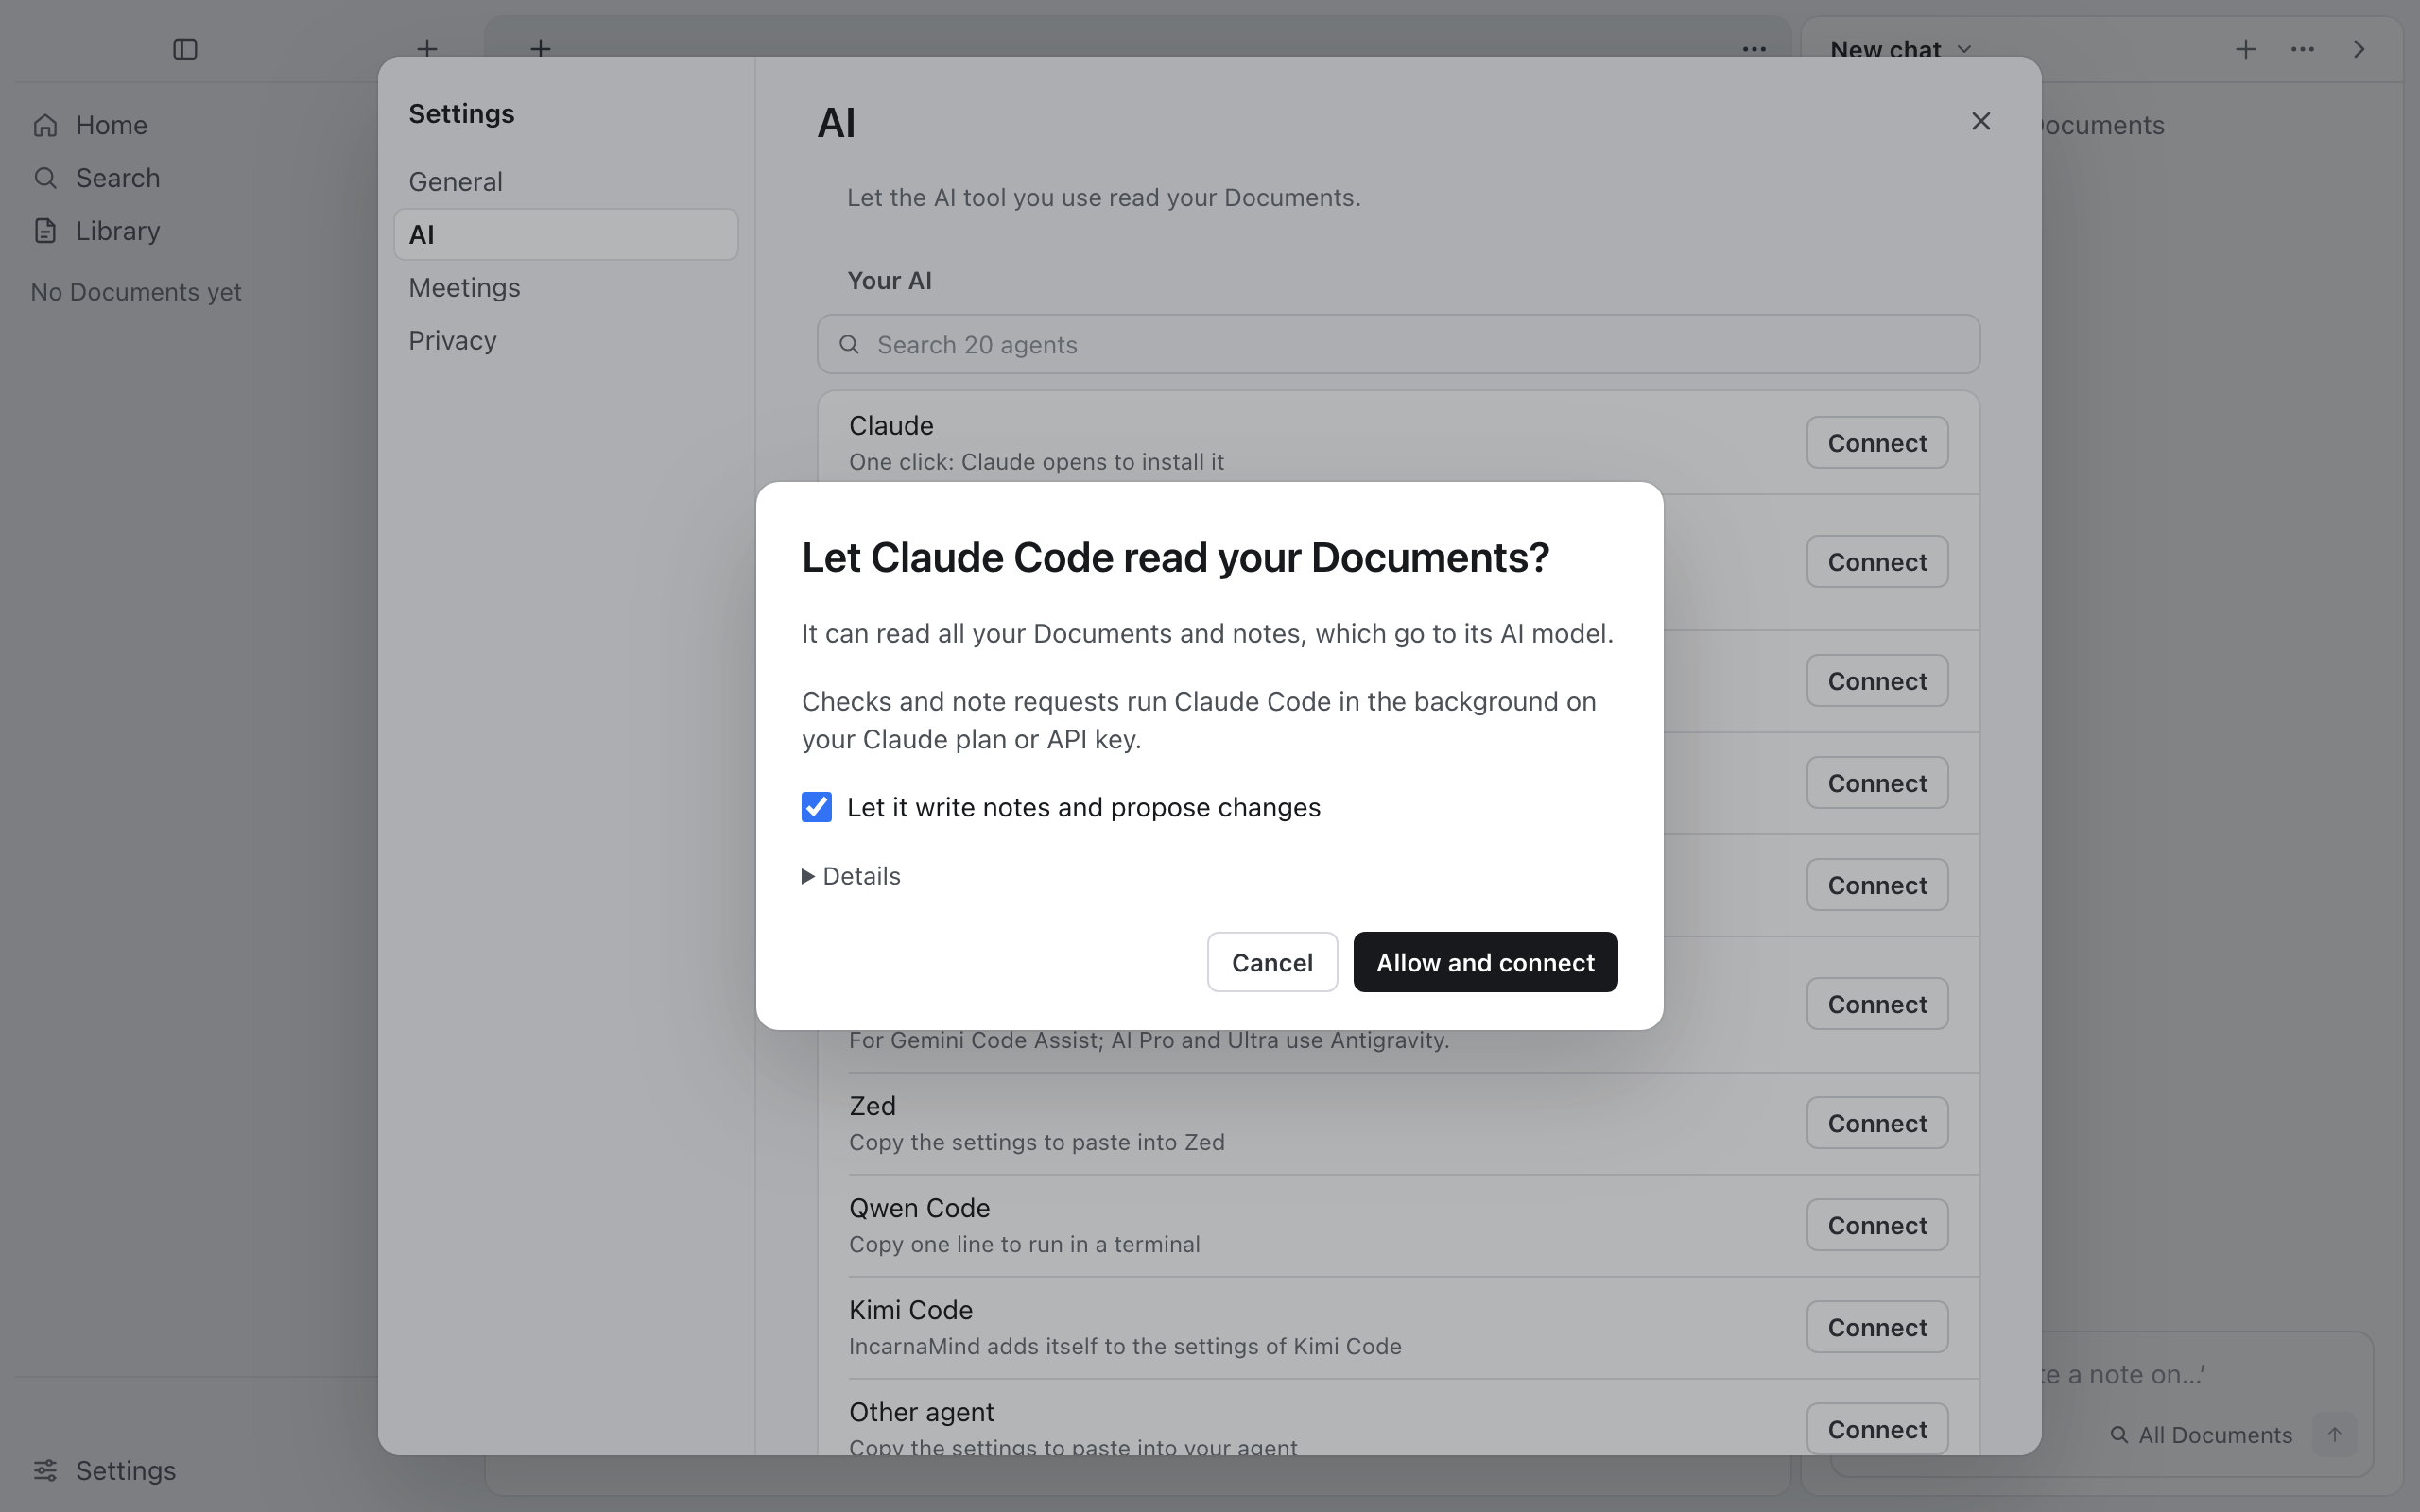 New chat
Home
Search
Library
No Documents yet
Settings
Settings
General
AI
Meetings
Privacy
AI
Let the AI tool you use read your Documents.
Your AI
Search 20 agents
Claude
One click: Claude opens to install it
Connect
Connect
Connect
Connect
Connect
Connect
Let Claude Code read your Documents?
It can read all your Documents and notes, which go to its AI model.
Checks and note requests run Claude Code in the background on
your Claude plan or API key.
Let it write notes and propose changes
Details
Cancel
Allow and connect
For Gemini Code Assist; AI Pro and Ultra use Antigravity.
Zed
Copy the settings to paste into Zed
Connect
Qwen Code
Copy one line to run in a terminal
Connect
Kimi Code
IncarnaMind adds itself to the settings of Kimi Code
Connect
Other agent
Copy the settings to paste into your agent
Connect
a note on...’
All Documents